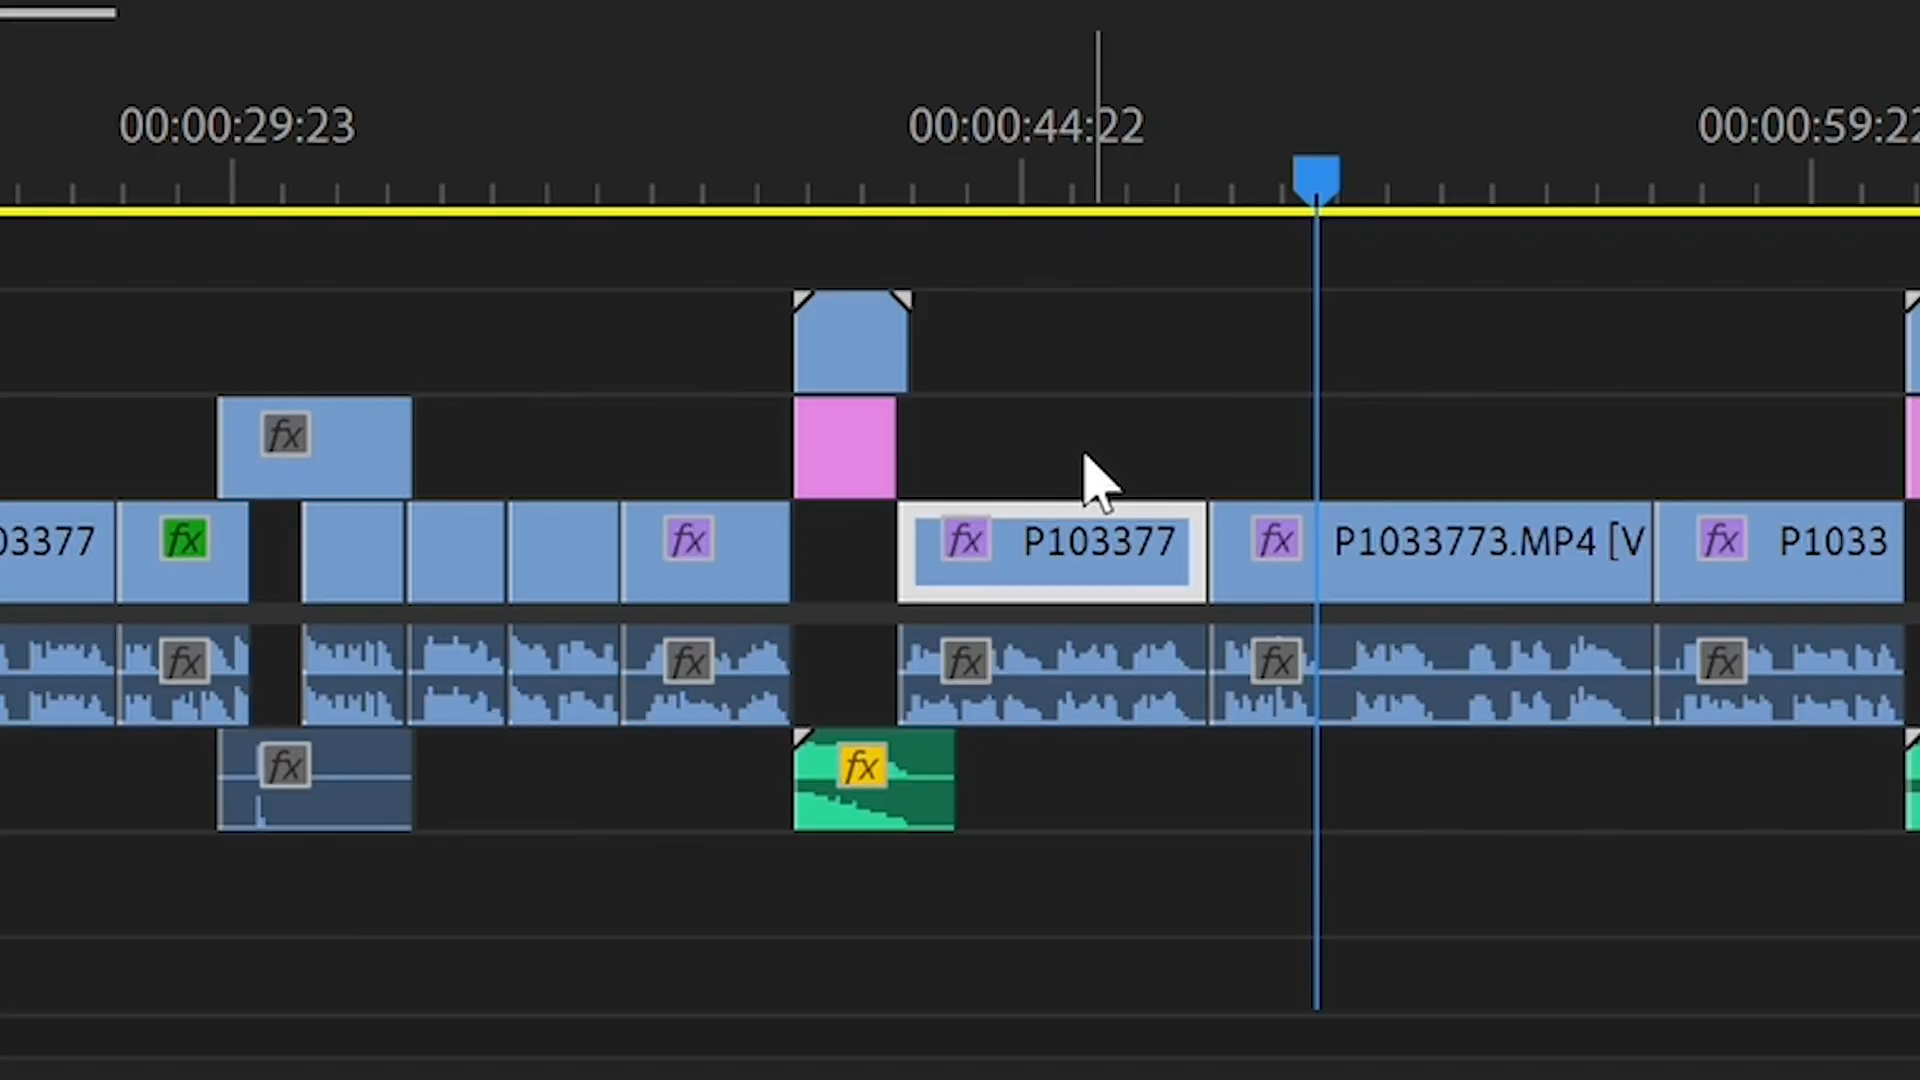 00:00:29:23 00:00:44:22 00:00:59:22
fx
03377 fx fx fx P103377 fx P1033773.MP4 [V fx P1033
fx fx fx fx fx
fx fx